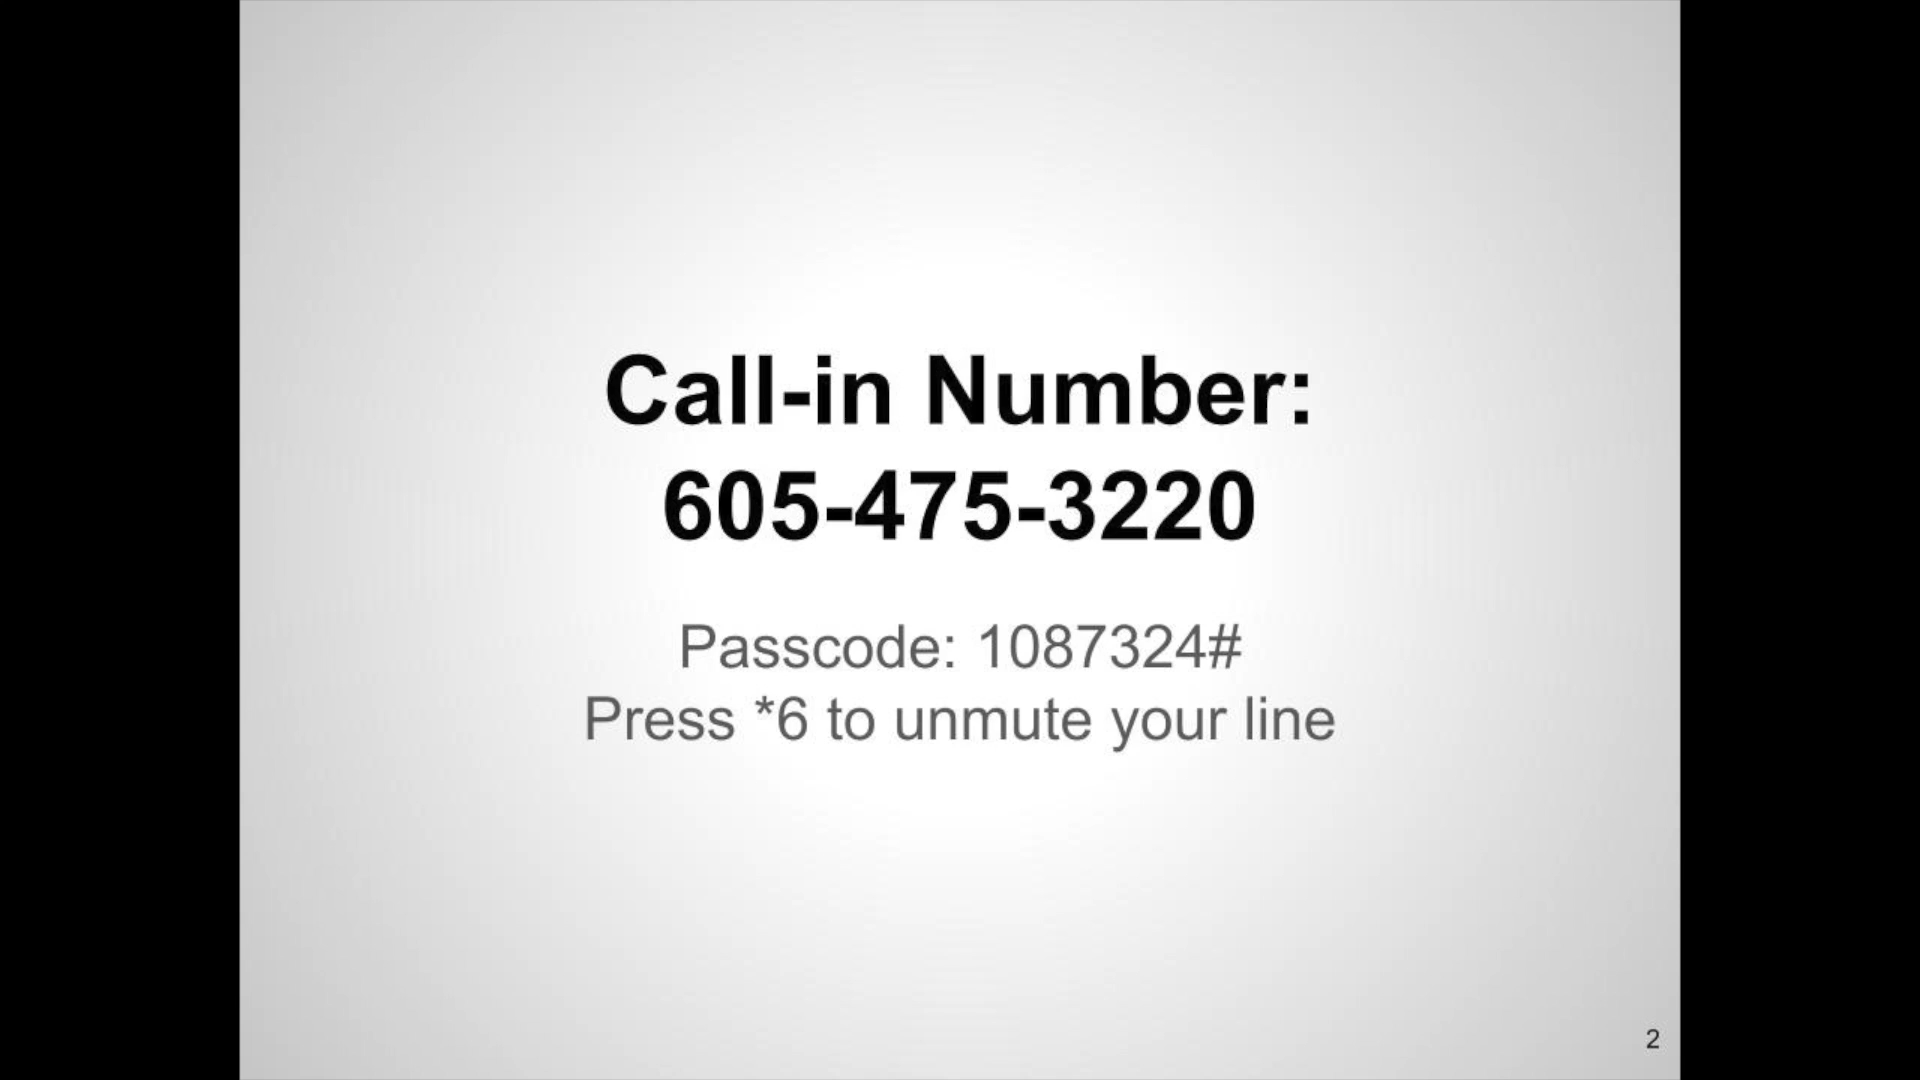 Call-in Number:
605-475-3220
Passcode: 1087324#
Press *6 to unmute your line
2